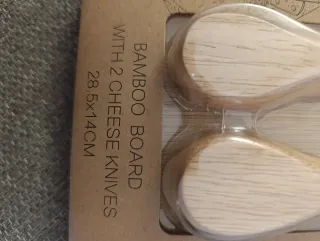 BAMBOO BOARD
WITH 2 CHEESE KNIVES
28,5x14CM